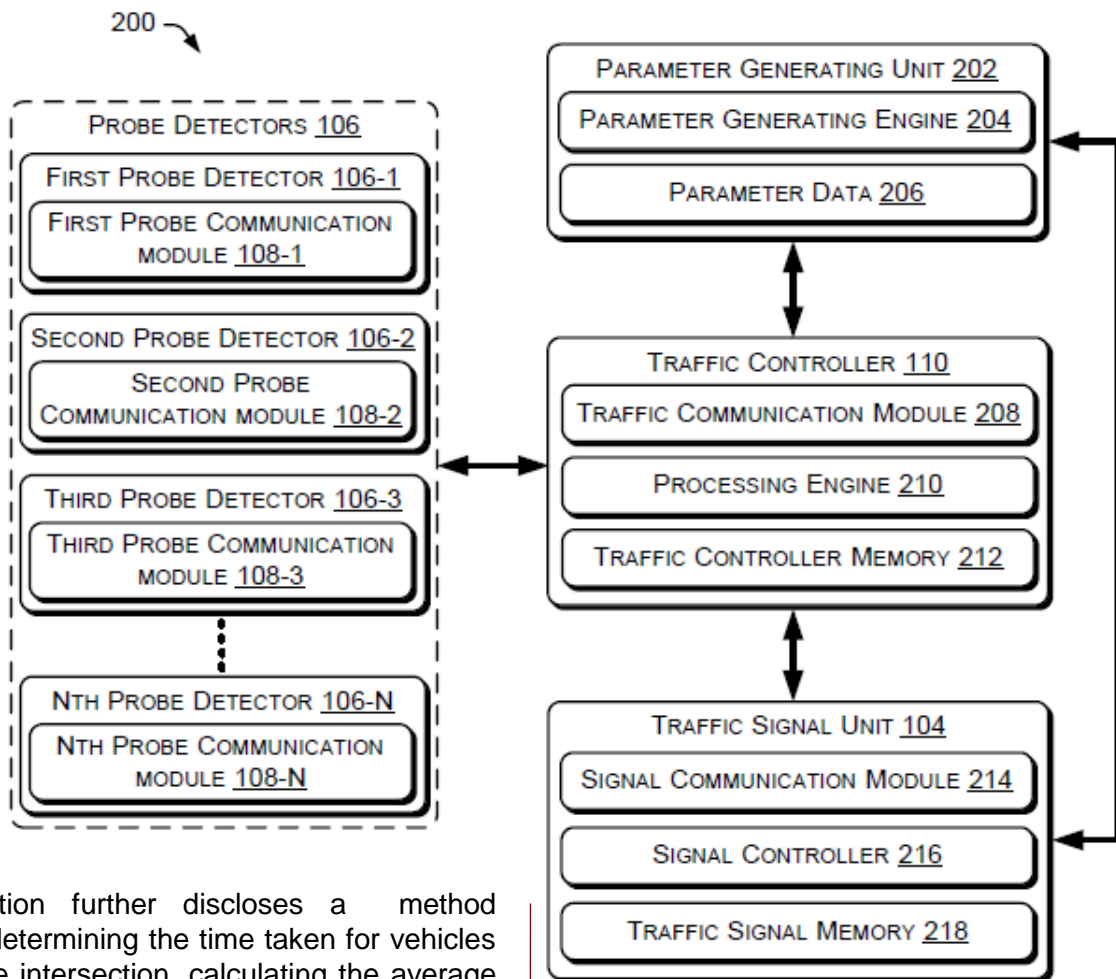 200
PROBE DETECTORS 106
FIRST PROBE DETECTOR 106-1
FIRST PROBE COMMUNICATION
MODULE 108-1
SECOND PROBE DETECTOR 106-2
SECOND PROBE
COMMUNICATION MODULE 108-2
THIRD PROBE DETECTOR 106-3
THIRD PROBE COMMUNICATION
MODULE 108-3
NTH PROBE DETECTOR 106-N
NTH PROBE COMMUNICATION
MODULE 108-N
PARAMETER GENERATING UNIT 202
PARAMETER GENERATING ENGINE 204
PARAMETER DATA 206
TRAFFIC CONTROLLER 110
TRAFFIC COMMUNICATION MODULE 208
PROCESSING ENGINE 210
TRAFFIC CONTROLLER MEMORY 212
TRAFFIC SIGNAL UNIT 104
SIGNAL COMMUNICATION MODULE 214
SIGNAL CONTROLLER 216
TRAFFIC SIGNAL MEMORY 218
tion further discloses a method
determining the time taken for vehicles
e intersection, calculating the average